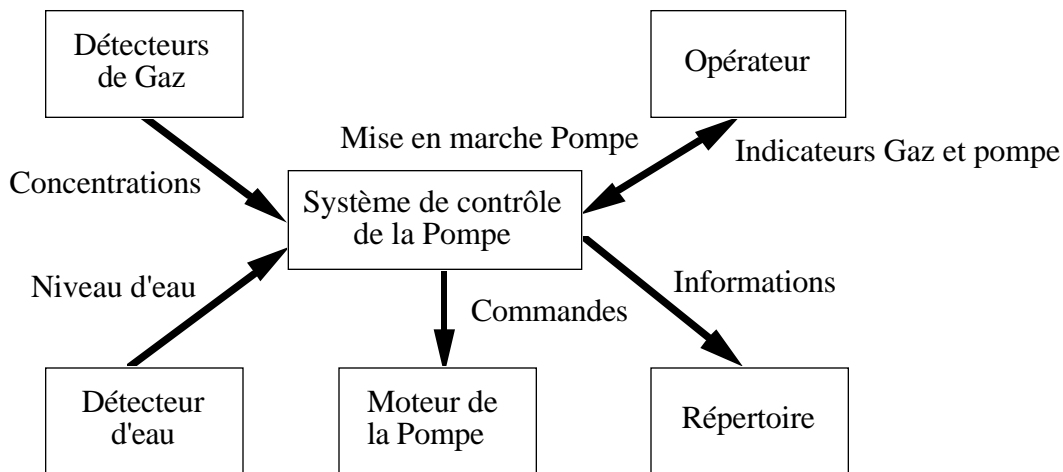 Détecteurs
de Gaz
Opérateur
Mise en marche Pompe
Indicateurs Gaz et pompe
Concentrations
Système de contrôle
de la Pompe
Niveau d'eau
Informations
Commandes
Détecteur
d'eau
Moteur de
la Pompe
Répertoire